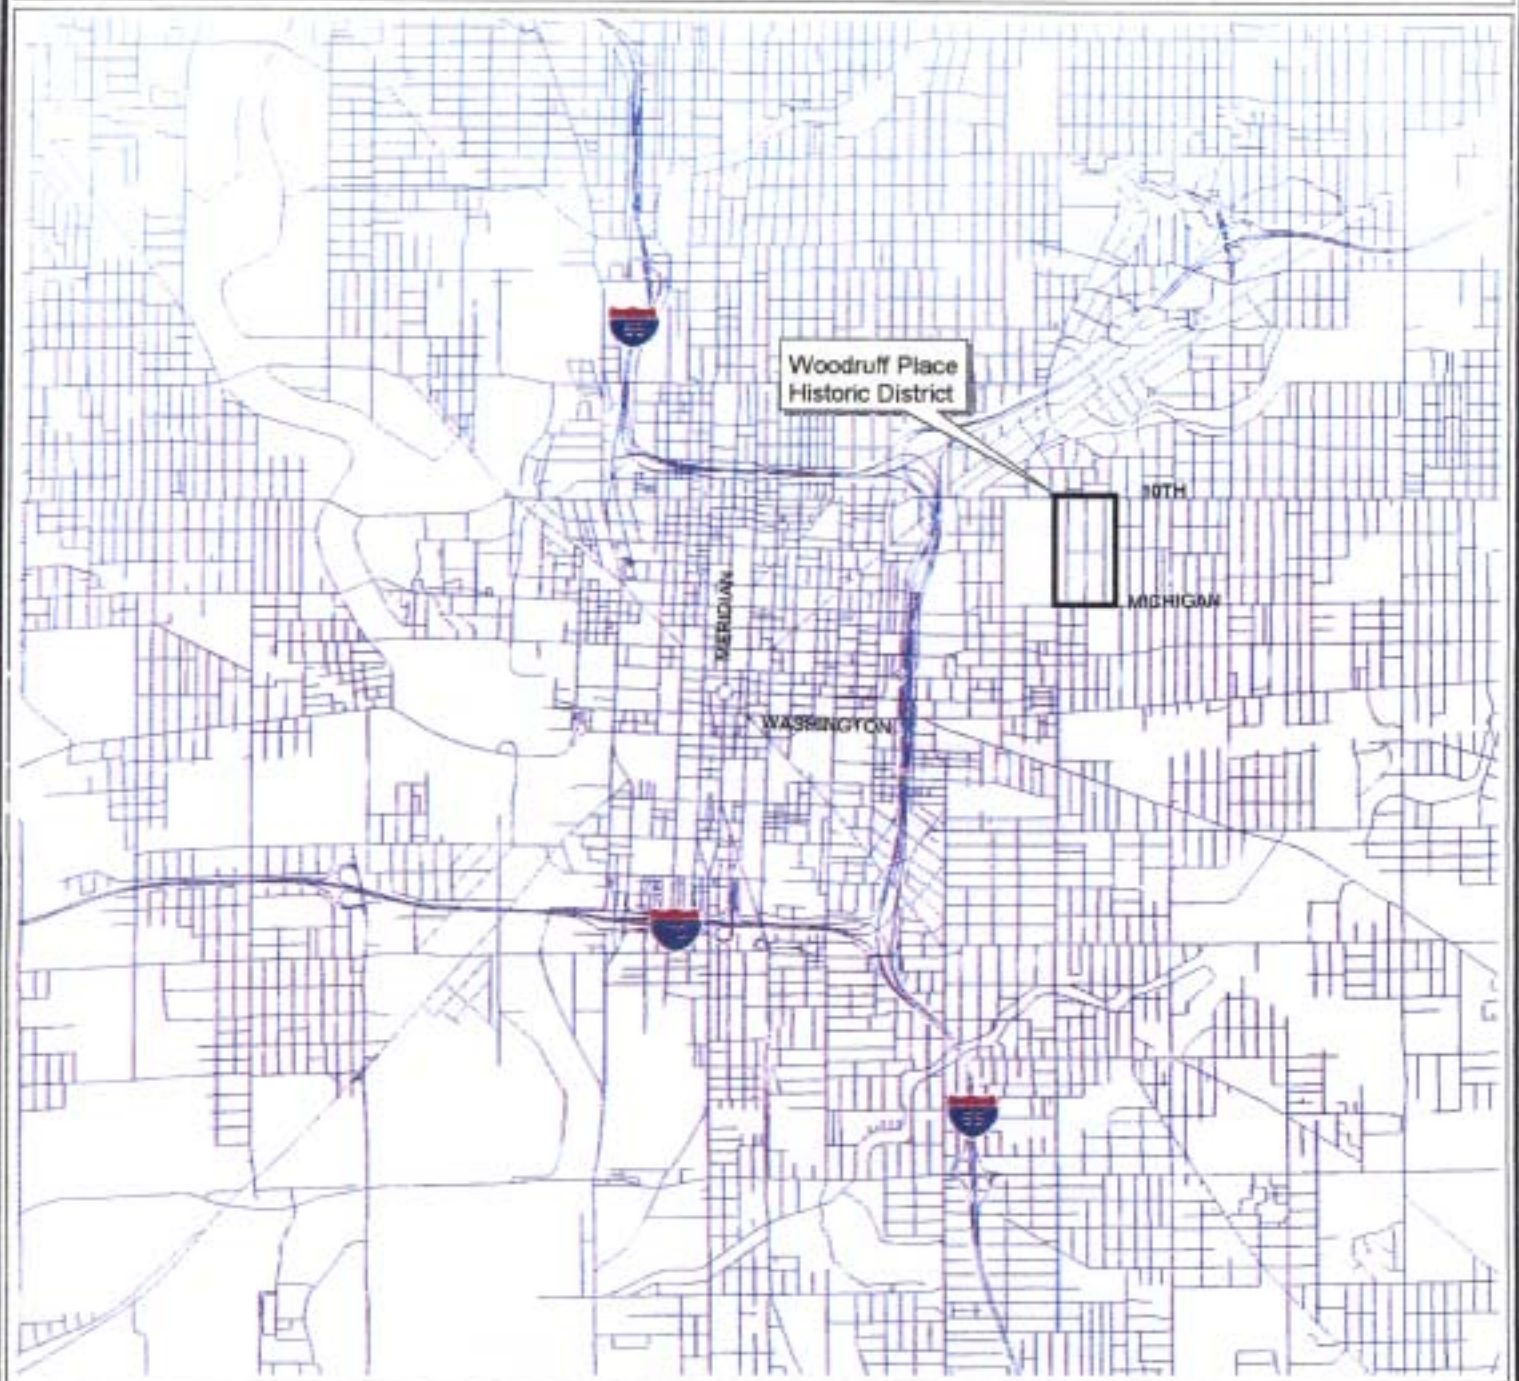 Woodruff Place
Historic District
10TH
MICHIGAN
MERIDIAN
WASHINGTON